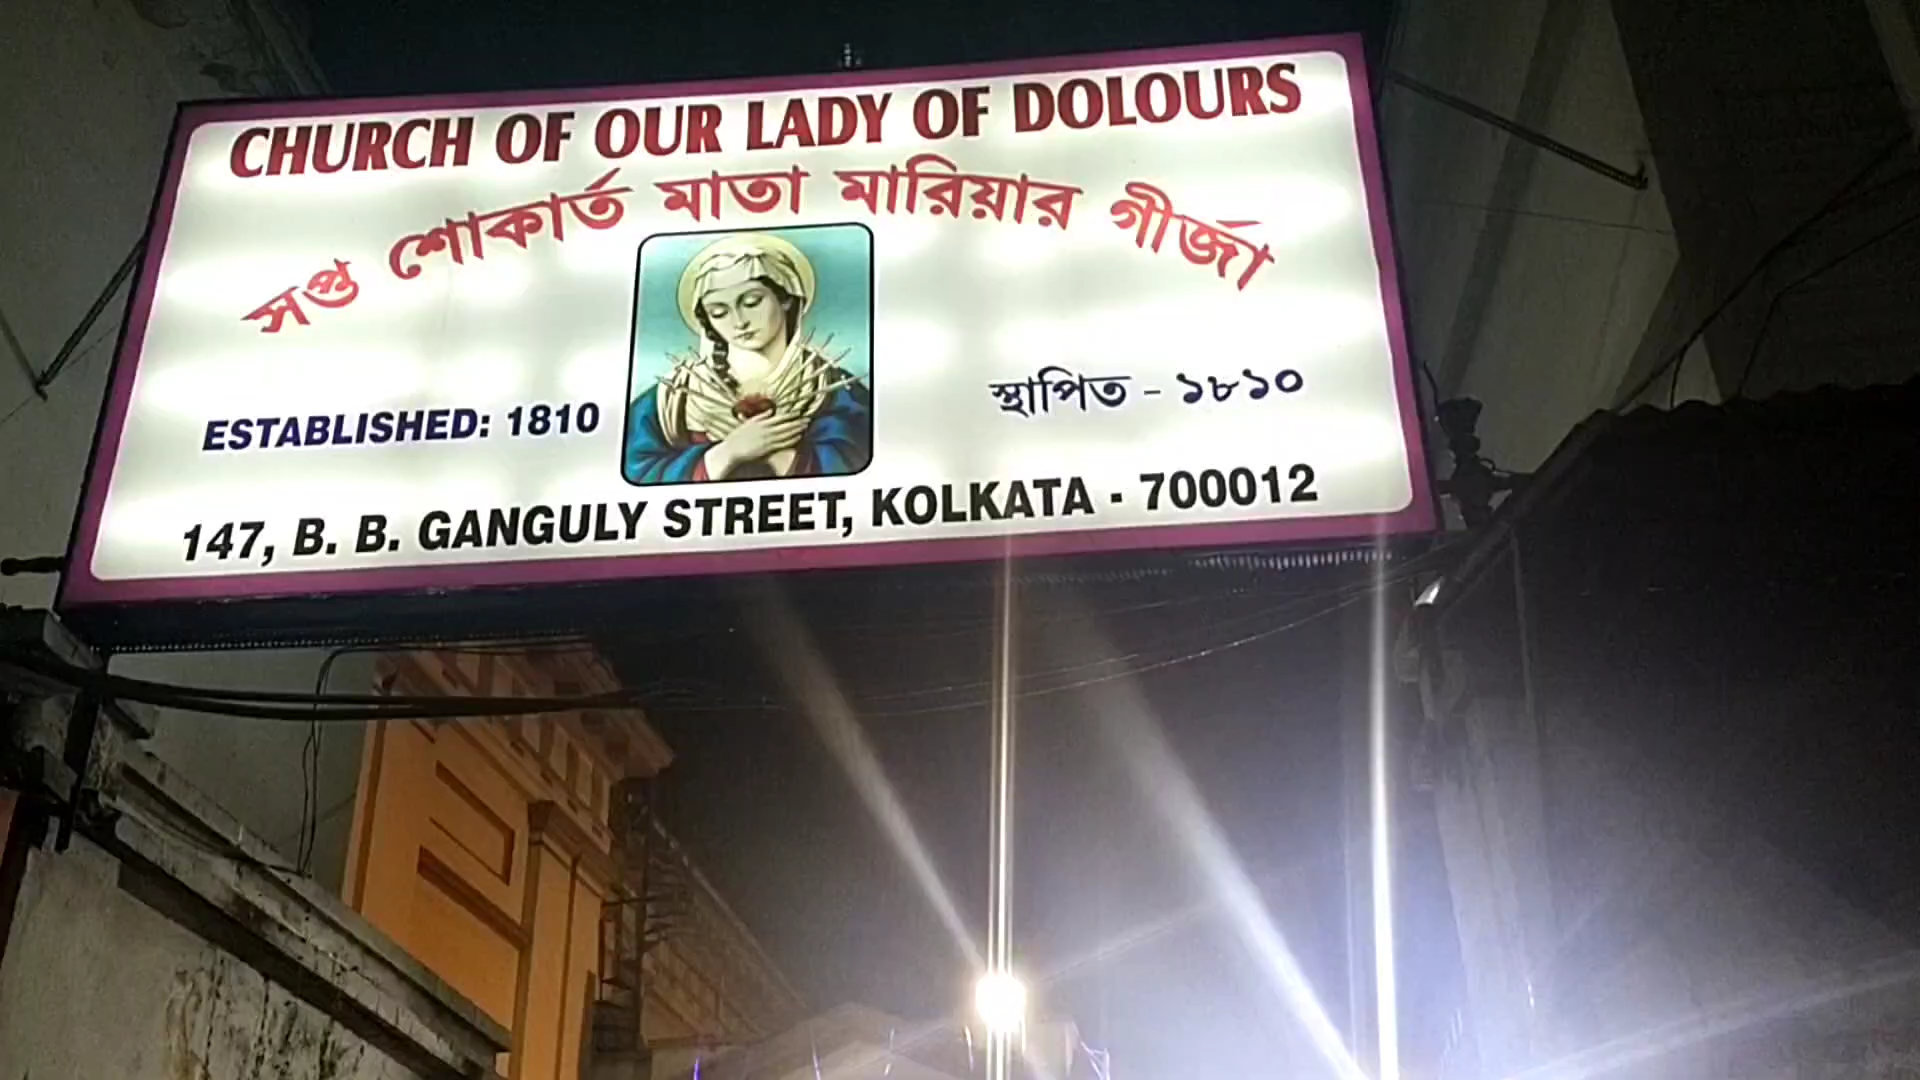 CHURCH OF OUR LADY OF DOLOURS
সপ্ত শোকার্ত মাতা মারিয়ার গীর্জা
ESTABLISHED: 1810
স্থাপিত - ১৮১০
147, B. B. GANGULY STREET, KOLKATA - 700012